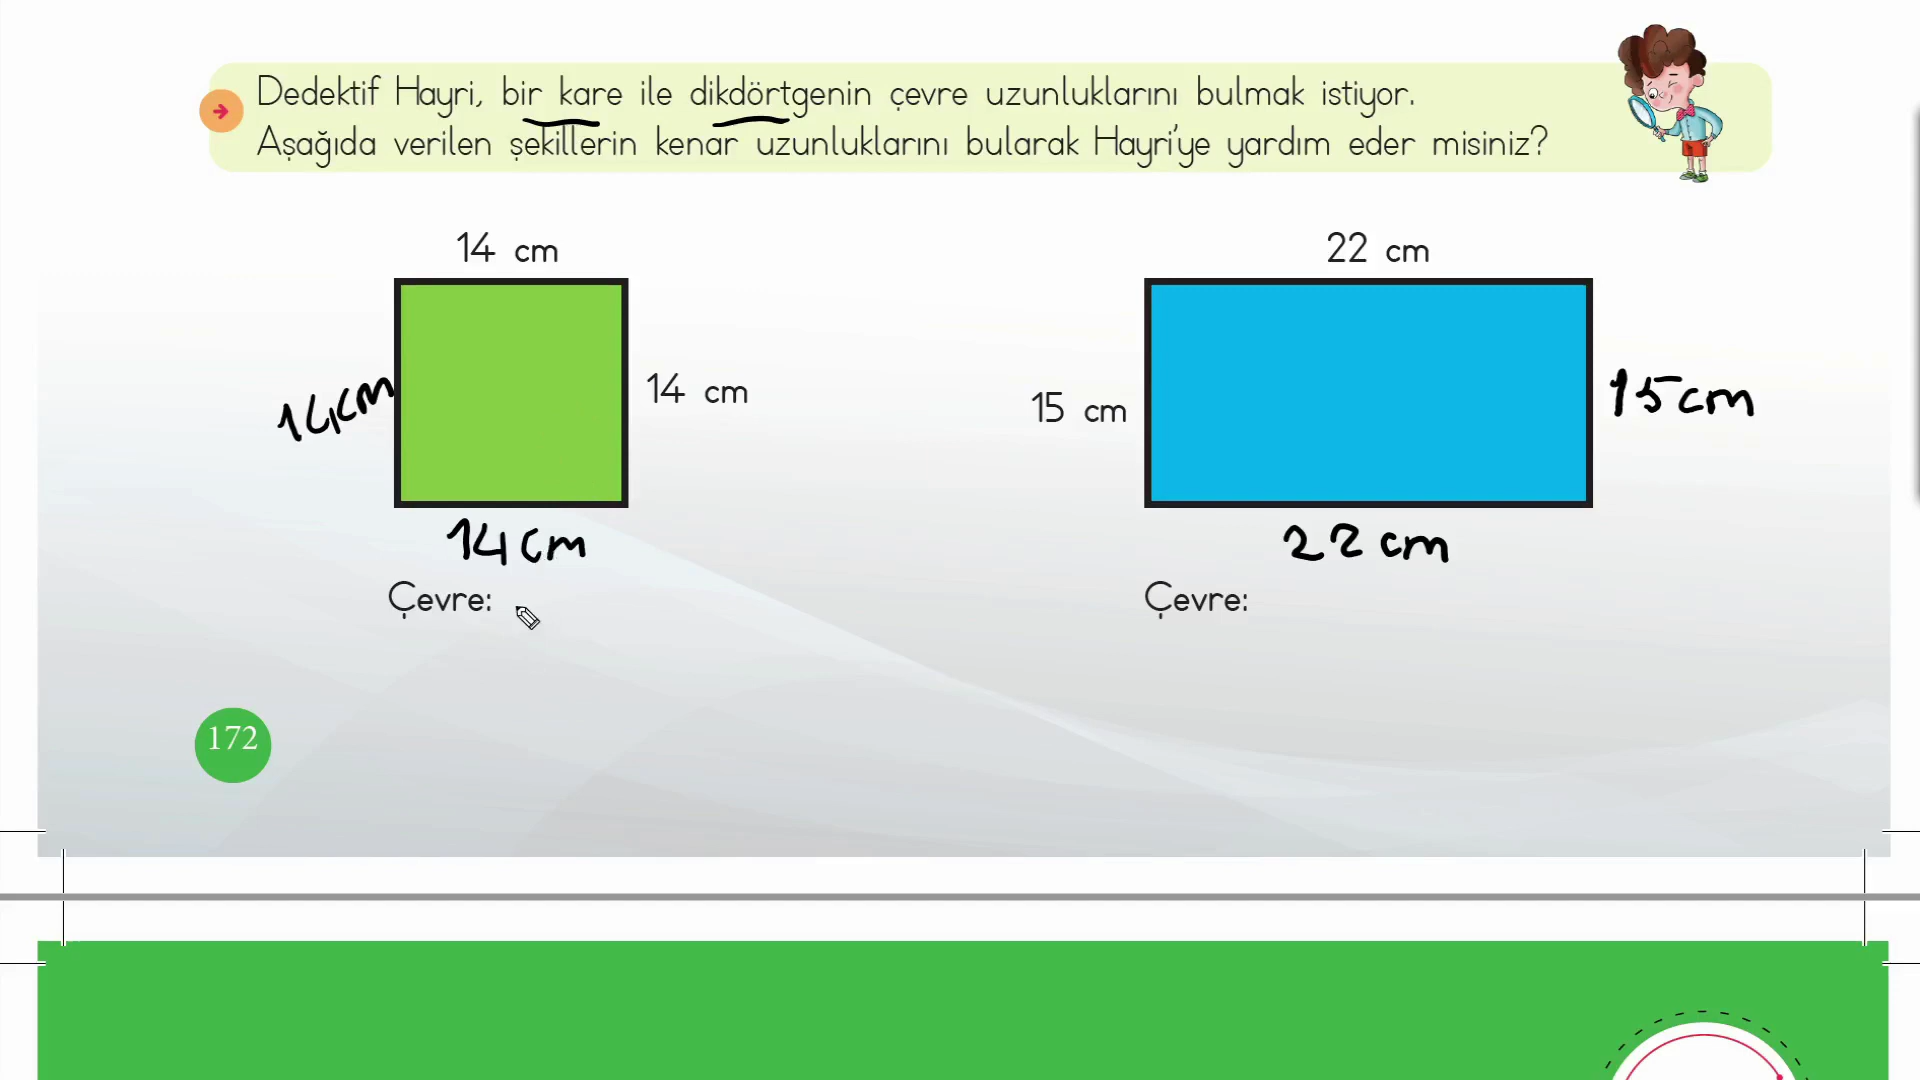 Dedektif Hayri, bir kare ile dikdörtgenin çevre uzunluklarını bulmak istiyor.
Aşağıda verilen şekillerin kenar uzunluklarını bularak Hayri'ye yardım eder misiniz?
14 cm
22 cm
14cm
14 cm
15 cm
15cm
14cm
22 cm
Çevre:
Çevre:
172